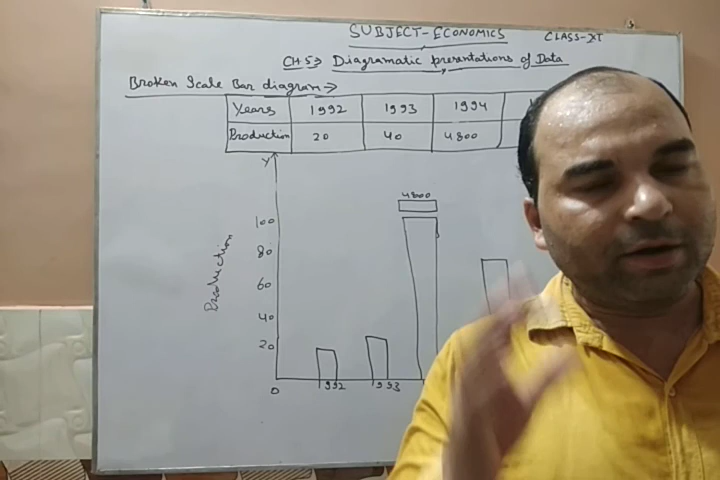 SUBJECT-ECONOMICS CLASS-XI
CH 5⇒ Diagramatic presentations of Data
Broken Scale Bar diagram→
Years 1992 1993 1994
Production 20 40 4800
Y
4800
100
80
60
40
20
Production
0 1992 1993